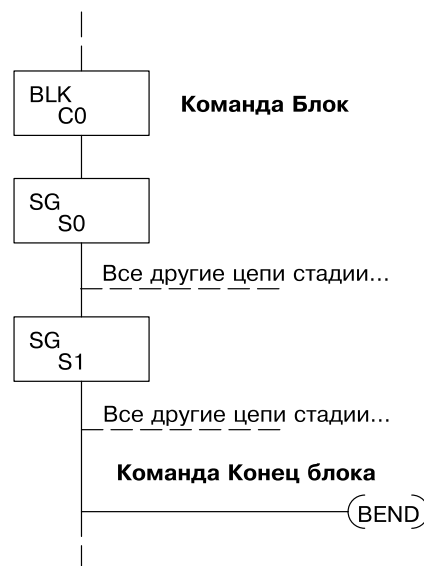 BLK
C0
Команда Блок
SG
S0
Все другие цепи стадии...
SG
S1
Все другие цепи стадии...
Команда Конец блока
BEND